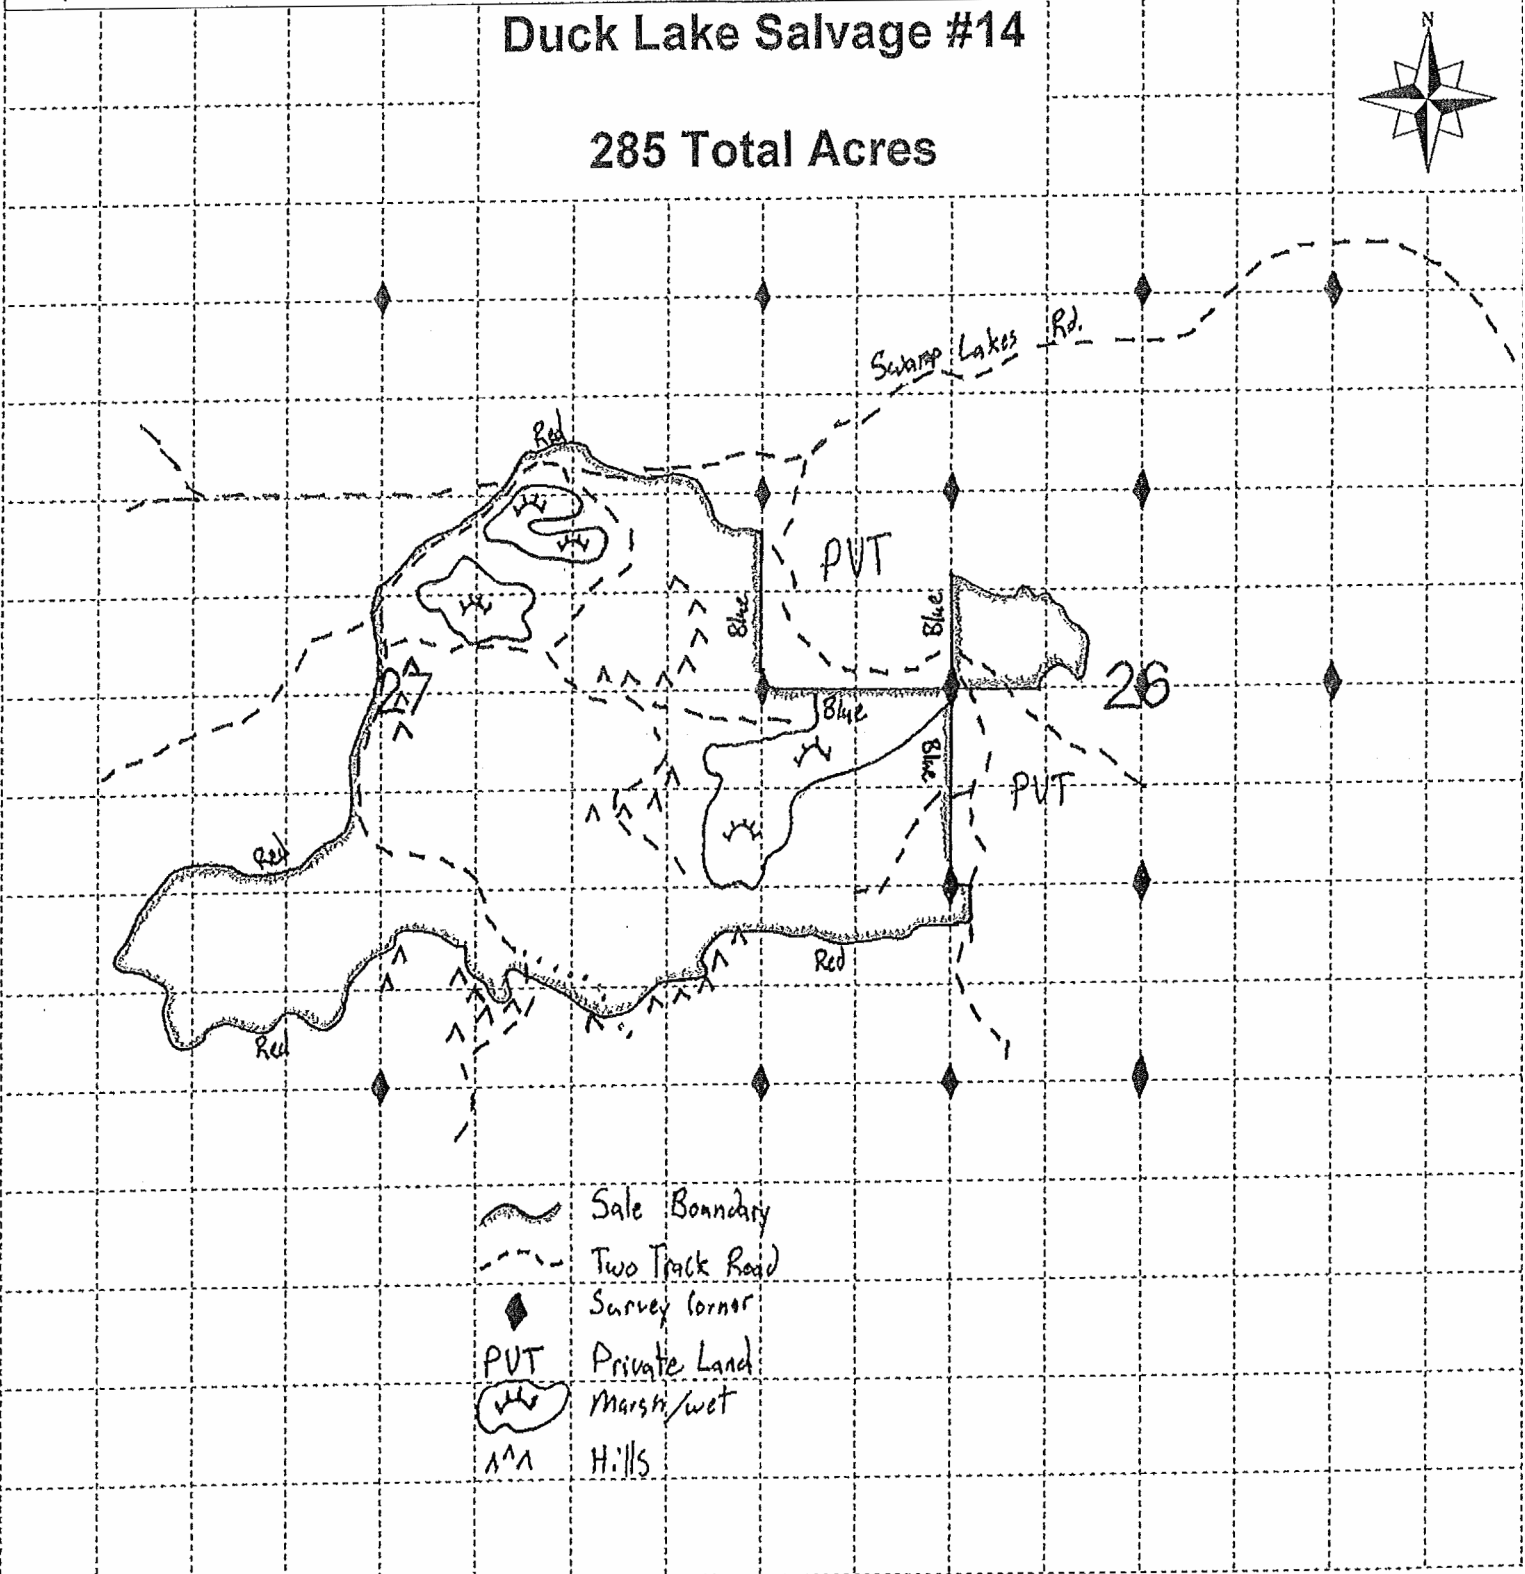 Duck Lake Salvage #14
285 Total Acres
N
Swamp Lakes Rd.
Red
PVT
Blue
Blue
27
26
Blue
Blue
PVT
Red
Red
Red
Sale Boundary
Two Track Road
Survey Corner
PVT Private Land
Marsh/wet
Hills